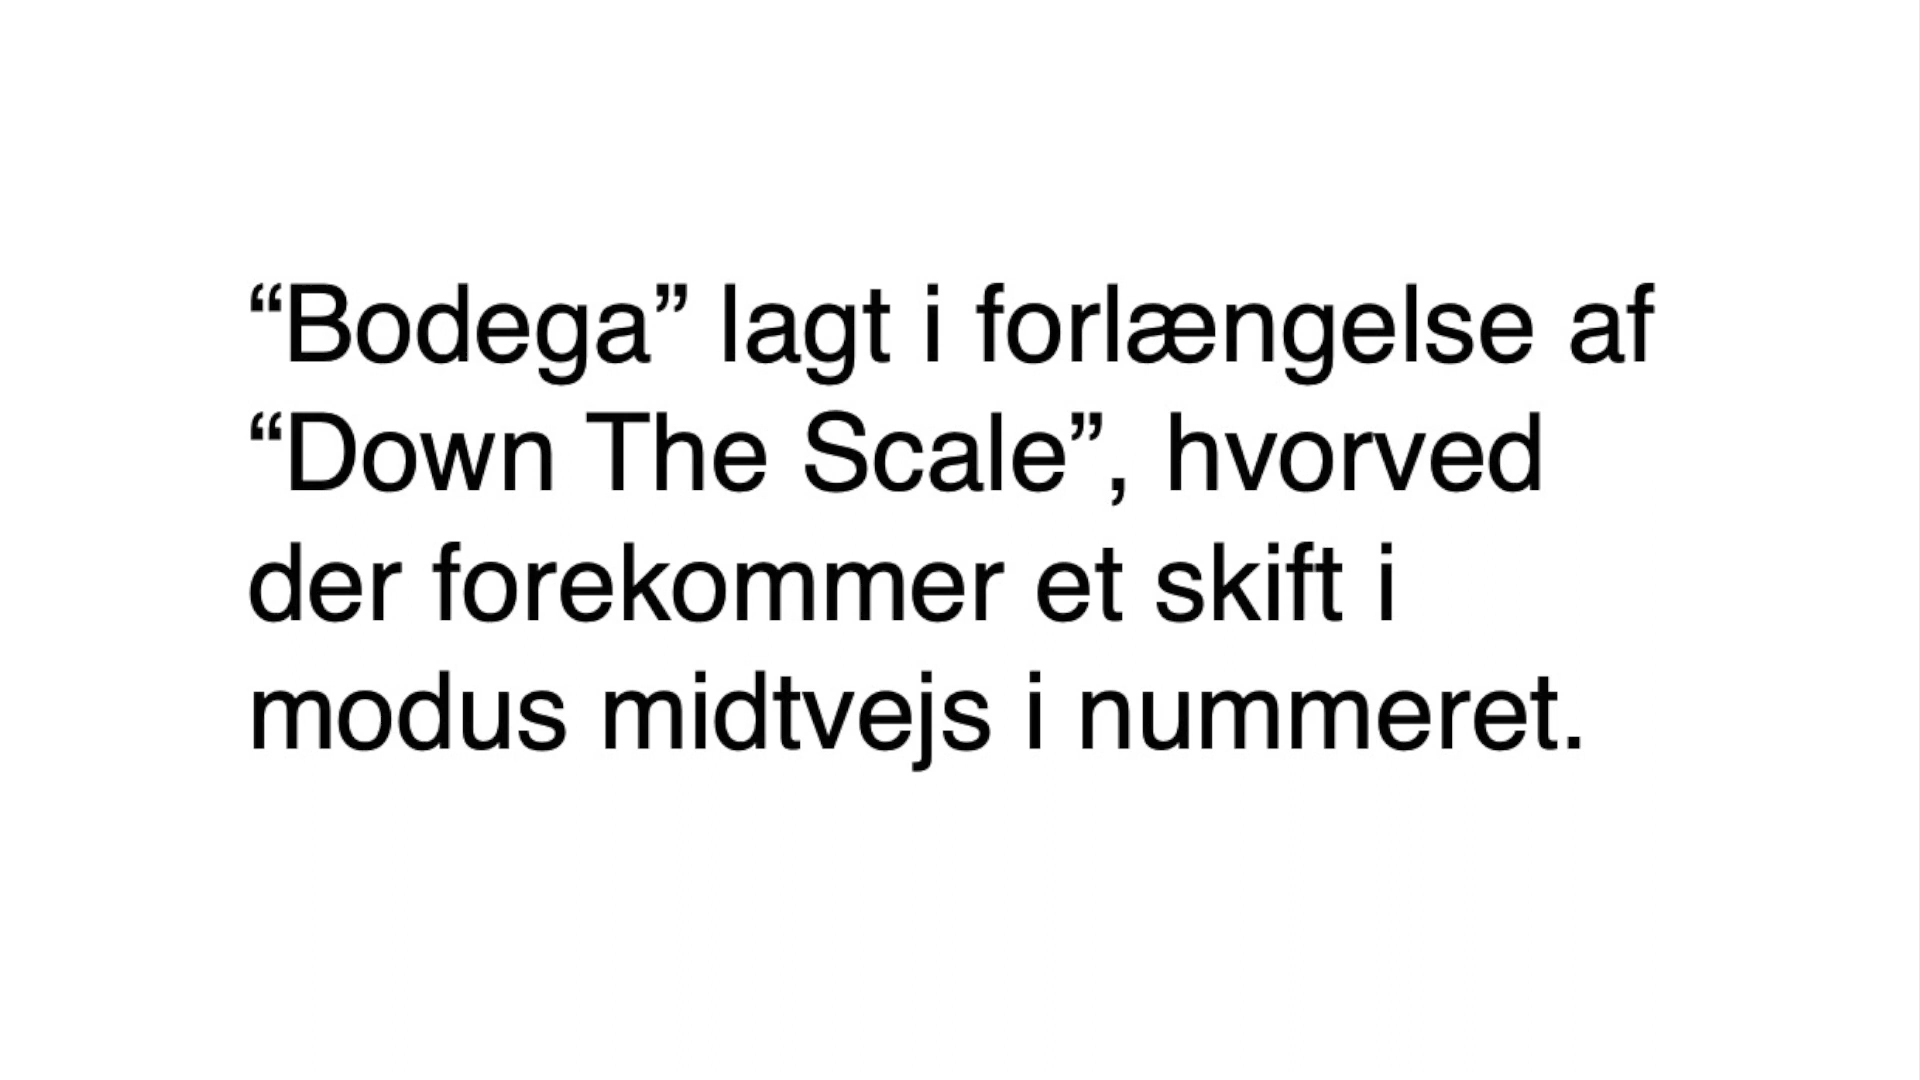 “Bodega” lagt i forlængelse af
“Down The Scale”, hvorved
der forekommer et skift i
modus midtvejs i nummeret.